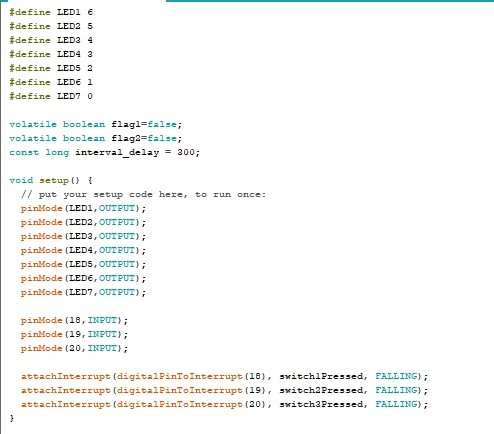 #define LED1 6
#define LED2 5
#define LED3 4
#define LED4 3
#define LED5 2
#define LED6 1
#define LED7 0
volatile boolean flag1=false;
volatile boolean flag2=false;
const long interval_delay = 300;
void setup() {
// put your setup code here, to run once:
pinMode(LED1,OUTPUT);
pinMode(LED2,OUTPUT);
pinMode(LED3,OUTPUT);
pinMode(LED4,OUTPUT);
pinMode(LED5,OUTPUT);
pinMode(LED6,OUTPUT);
pinMode(LED7,OUTPUT);
pinMode(18,INPUT);
pinMode(19,INPUT);
pinMode(20,INPUT);
attachInterrupt(digitalPinToInterrupt(18), switch1Pressed, FALLING);
attachInterrupt(digitalPinToInterrupt(19), switch2Pressed, FALLING);
attachInterrupt(digitalPinToInterrupt(20), switch3Pressed, FALLING);
}